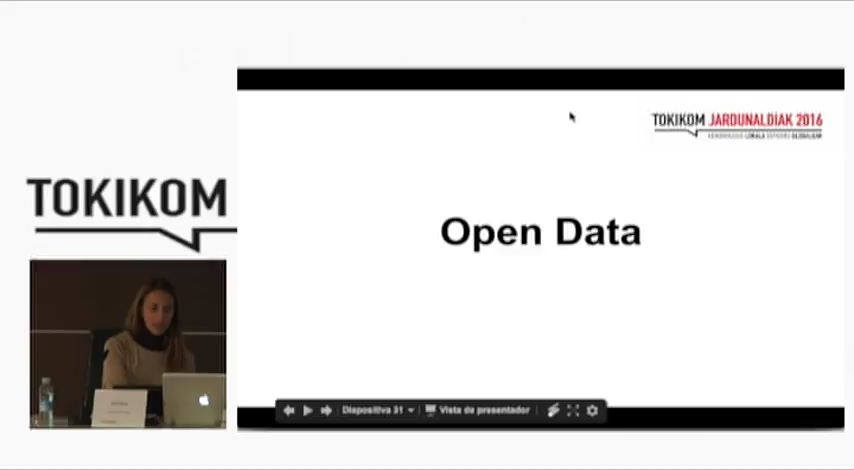 TOKIKOM JARDUNALDIAK 2016
TOKIKOM
Open Data
Diapositiva 31
Vista de presentador